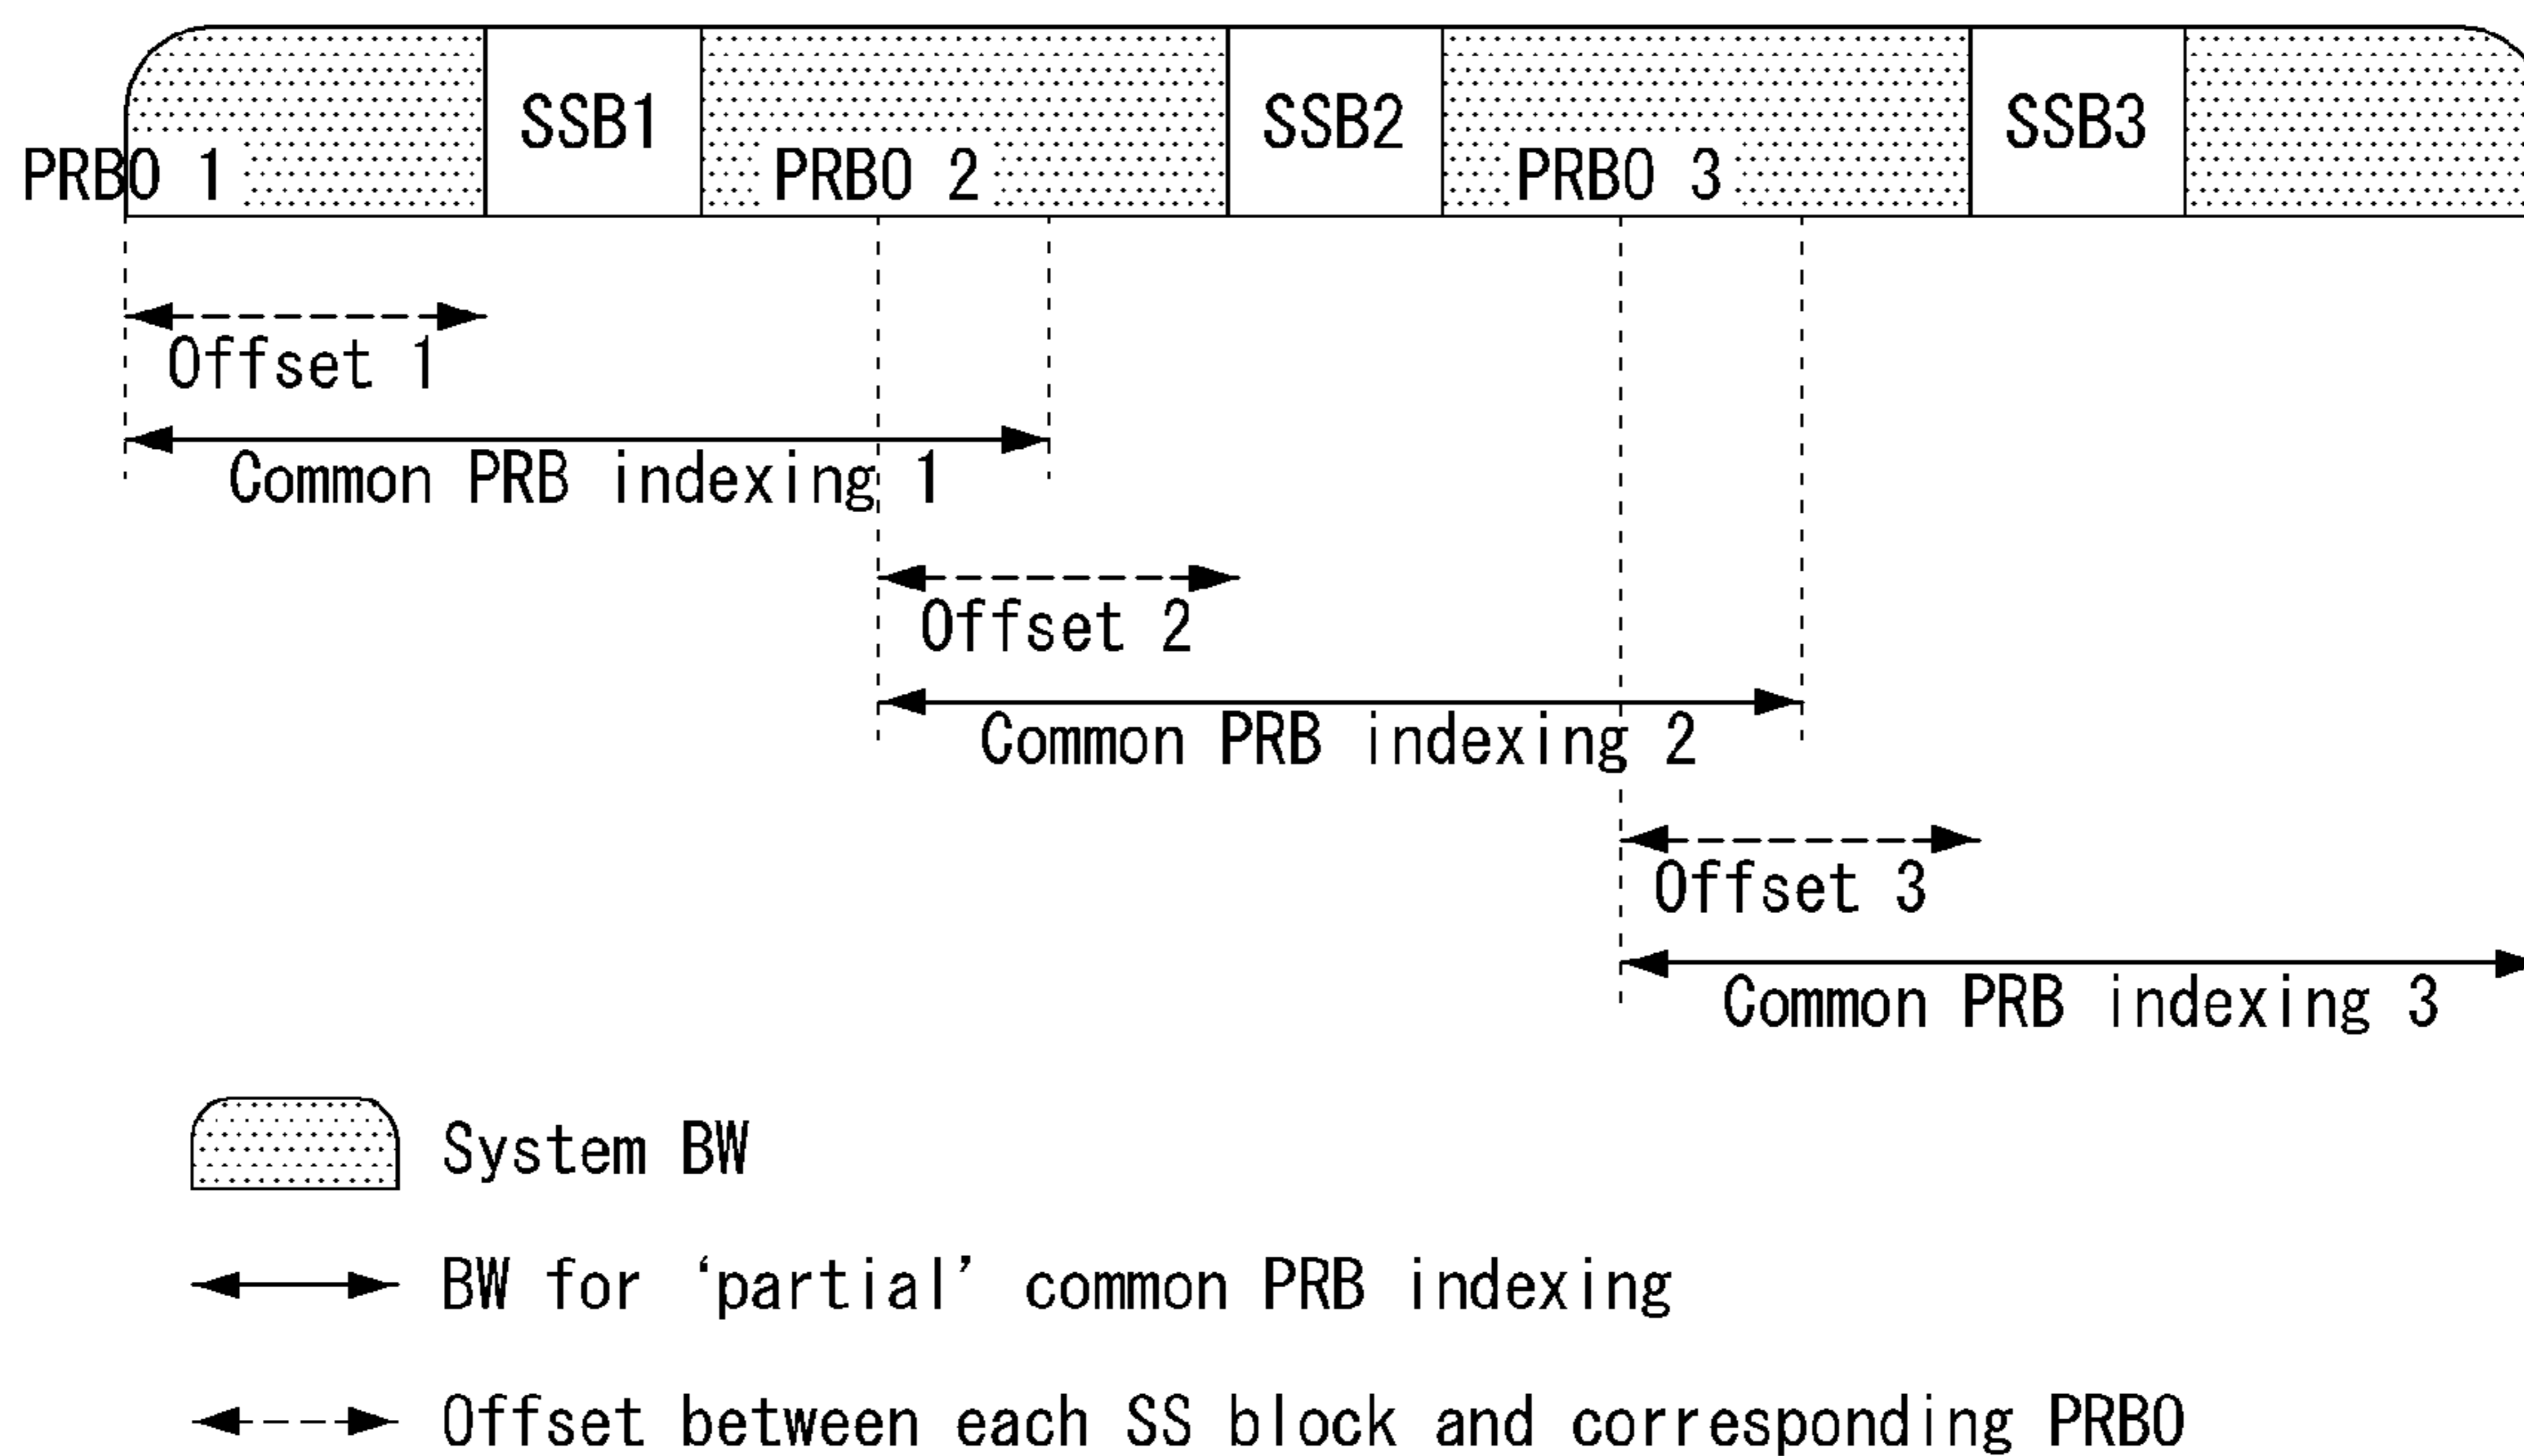 SSB1
SSB2
SSB3
PRB0 1
PRB0 2
PRB0 3
Offset 1
Common PRB indexing 1
Offset 2
Common PRB indexing 2
Offset 3
Common PRB indexing 3
System BW
BW for ‘partial’ common PRB indexing
Offset between each SS block and corresponding PRB0